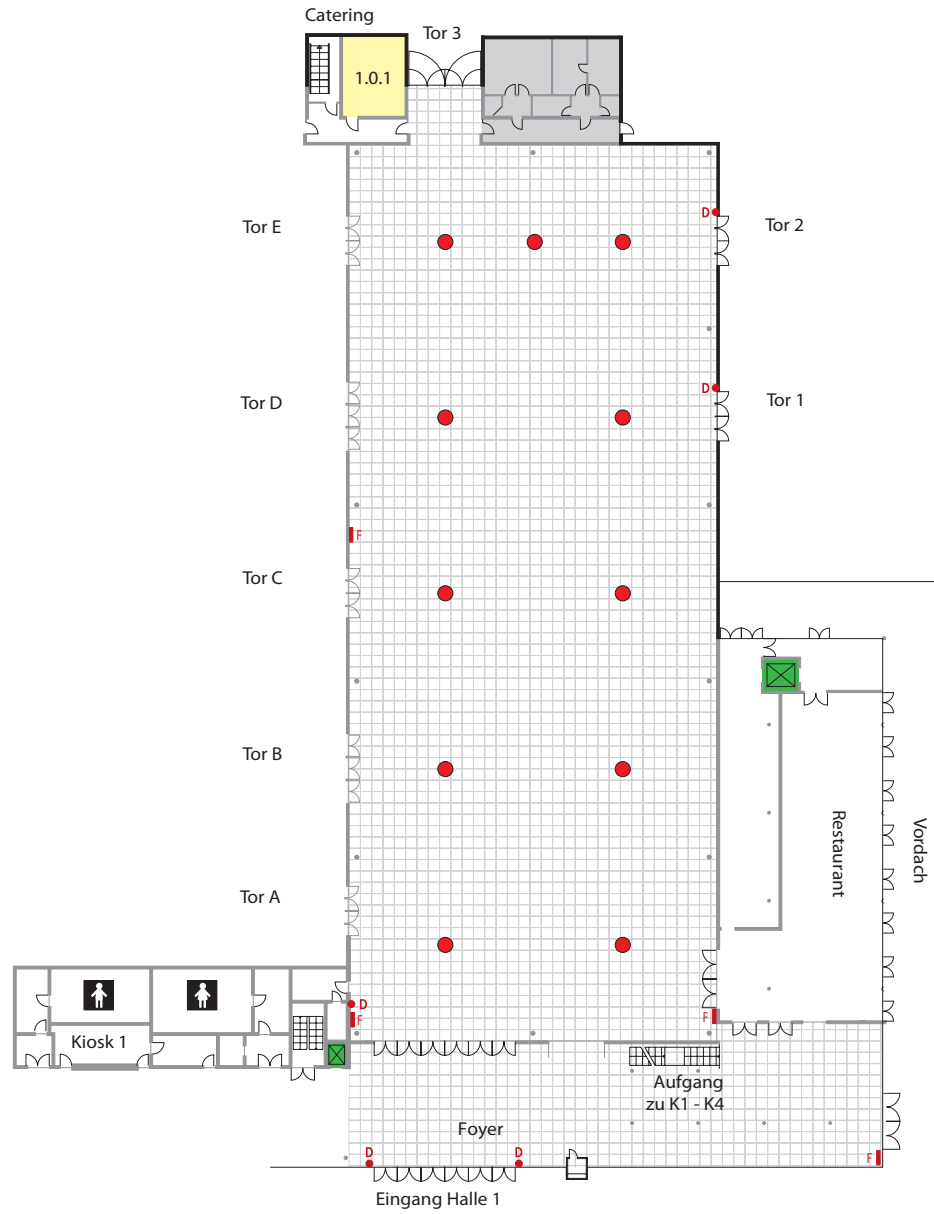 Catering
Tor 3
1.0.1
Tor E
D
Tor 2
D
Tor D
Tor 1
F
Tor C
Tor B
Restaurant
Vordach
Tor A
D
F
F
Kiosk 1
Aufgang
zu K1 - K4
Foyer
D
D
F
Eingang Halle 1